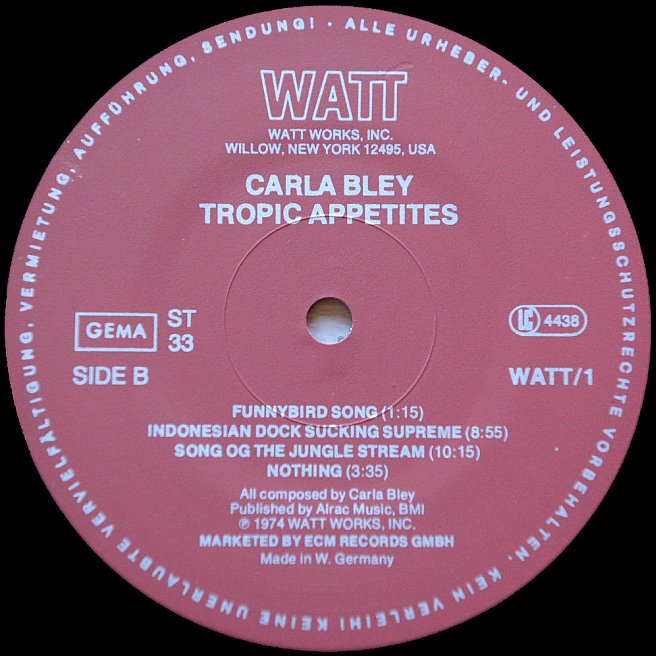 WATT
WATT WORKS, INC.
WILLOW, NEW YORK 12495, USA
CARLA BLEY
TROPIC APPETITES
GEMA
ST
33
SIDE B
LC 4438
WATT/1
FUNNYBIRD SONG (1:15)
INDONESIAN DOCK SUCKING SUPREME (8:55)
SONG OG THE JUNGLE STREAM (10:15)
NOTHING (3:35)
All composed by Carla Bley
Published by Alrac Music, BMI
℗ 1974 WATT WORKS, INC.
MARKETED BY ECM RECORDS GMBH
Made in W. Germany
· ALLE URHEBER- UND LEISTUNGSSCHUTZRECHTE VORBEHALTEN. KEIN VERLEIH! KEINE UNERLAUBTE VERVIELFÄLTIGUNG, VERMIETUNG, AUFFÜHRUNG, SENDUNG!